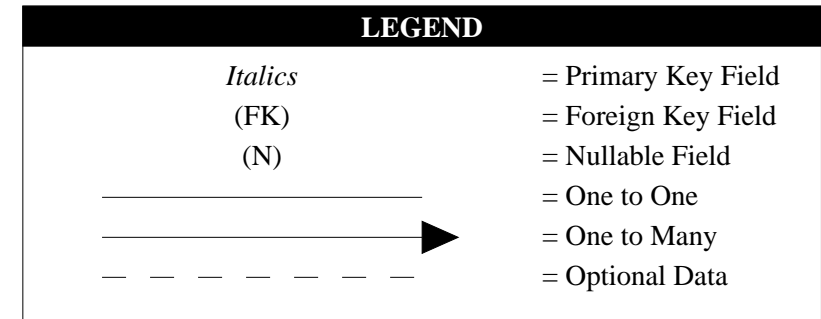 LEGEND
Italics = Primary Key Field
(FK) = Foreign Key Field
(N) = Nullable Field
= One to One
= One to Many
= Optional Data